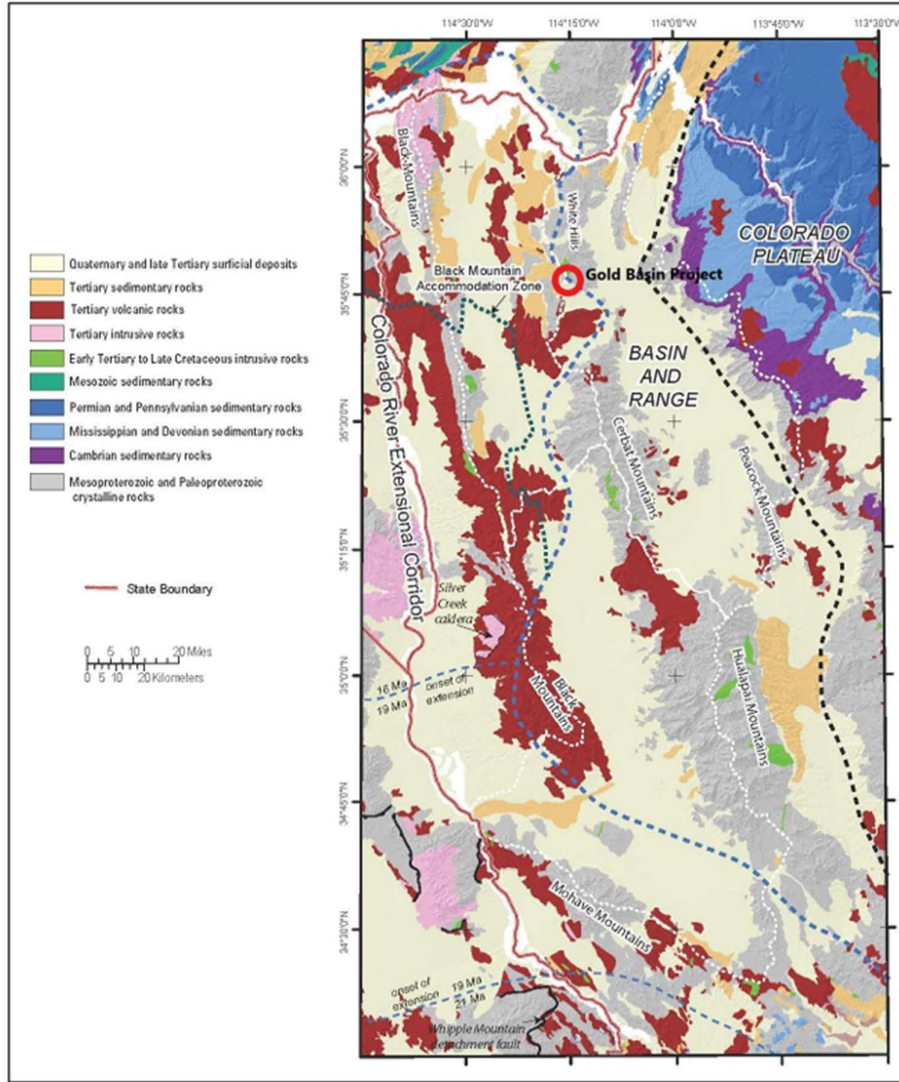 114°30'0"W 114°15'0"W 114°0'0"W 113°45'0"W 113°30'0"W
36°0'0"N
35°45'0"N
35°30'0"N
35°15'0"N
35°0'0"N
34°45'0"N
34°30'0"N
Quaternary and late Tertiary surficial deposits
Tertiary sedimentary rocks
Tertiary volcanic rocks
Tertiary intrusive rocks
Early Tertiary to Late Cretaceous intrusive rocks
Mesozoic sedimentary rocks
Permian and Pennsylvanian sedimentary rocks
Mississippian and Devonian sedimentary rocks
Cambrian sedimentary rocks
Mesoproterozoic and Paleoproterozoic
crystalline rocks
State Boundary
0 5 10 20 Miles
0 5 10 20 Kilometers
Black Mountains
White Hills
COLORADO
PLATEAU
Black Mountain
Accommodation Zone
Gold Basin Project
Colorado River Extensional Corridor
BASIN
AND
RANGE
Cerbat Mountains
Peacock Mountains
Silver
Creek
caldera
16 Ma onset of
19 Ma extension
Black
Mountains
Hualapai Mountains
Mohave Mountains
onset of 19 Ma
extension 21 Ma
Whipple Mountain
detachment fault